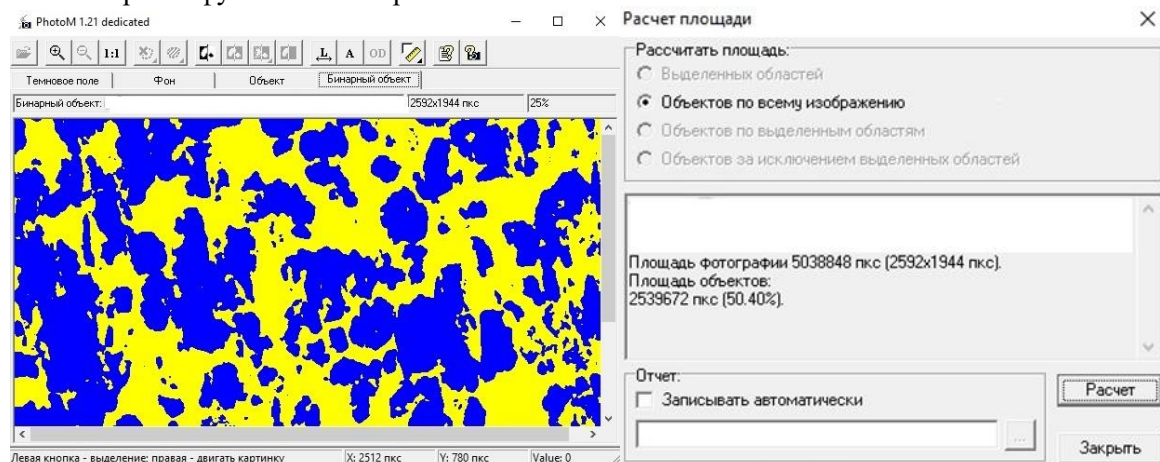 PhotoM 1.21 dedicated
1:1
L
A
OD
Темновое поле
Фон
Объект
Бинарный объект
Бинарный объект:
2592x1944 пкс
25%
Левая кнопка - выделение; правая - двигать картинку
X: 2512 пкс
Y: 780 пкс
Value: 0
Расчет площади
Рассчитать площадь:
Выделенных областей
Объектов по всему изображению
Объектов по выделенным областям
Объектов за исключением выделенных областей
Площадь фотографии 5038848 пкс (2592x1944 пкс).
Площадь объектов:
2539672 пкс (50.40%).
Отчет:
Записывать автоматически
...
Расчет
Закрыть